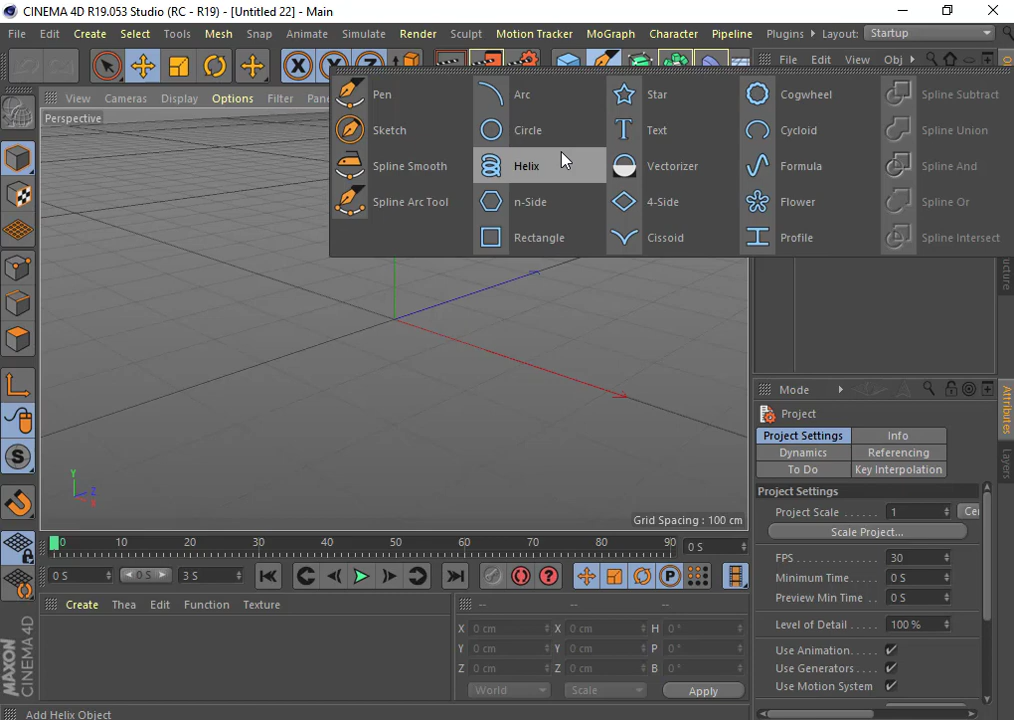 CINEMA 4D R19.053 Studio (RC - R19) - [Untitled 22] - Main
File Edit Create Select Tools Mesh Snap Animate Simulate Render Sculpt Motion Tracker MoGraph Character Pipeline Plugins Layout: Startup
X Y Z File Edit View Obj
View Cameras Display Options Filter Pan
Perspective
Pen Arc Star Cogwheel Spline Subtract
Sketch Circle Text Cycloid Spline Union
Spline Smooth Helix Vectorizer Formula Spline And
Spline Arc Tool n-Side 4-Side Flower Spline Or
Rectangle Cissoid Profile Spline Intersect
Mode
Project
Project Settings Info
Dynamics Referencing
To Do Key Interpolation
Project Settings
Project Scale 1 Cen
Scale Project...
FPS 30
Minimum Time 0 S
Preview Min Time 0 S
Level of Detail 100 %
Use Animation
Use Generators
Use Motion System
Attributes
Layers
Y
Z
X
Grid Spacing : 100 cm
0 10 20 30 40 50 60 70 80 90 0 S
0 S 0 S 3 S P
Create Thea Edit Function Texture
-- -- --
X 0 cm X 0 cm H 0 °
Y 0 cm Y 0 cm P 0 °
Z 0 cm Z 0 cm B 0 °
World Scale Apply
MAXON
CINEMA 4D
Add Helix Object